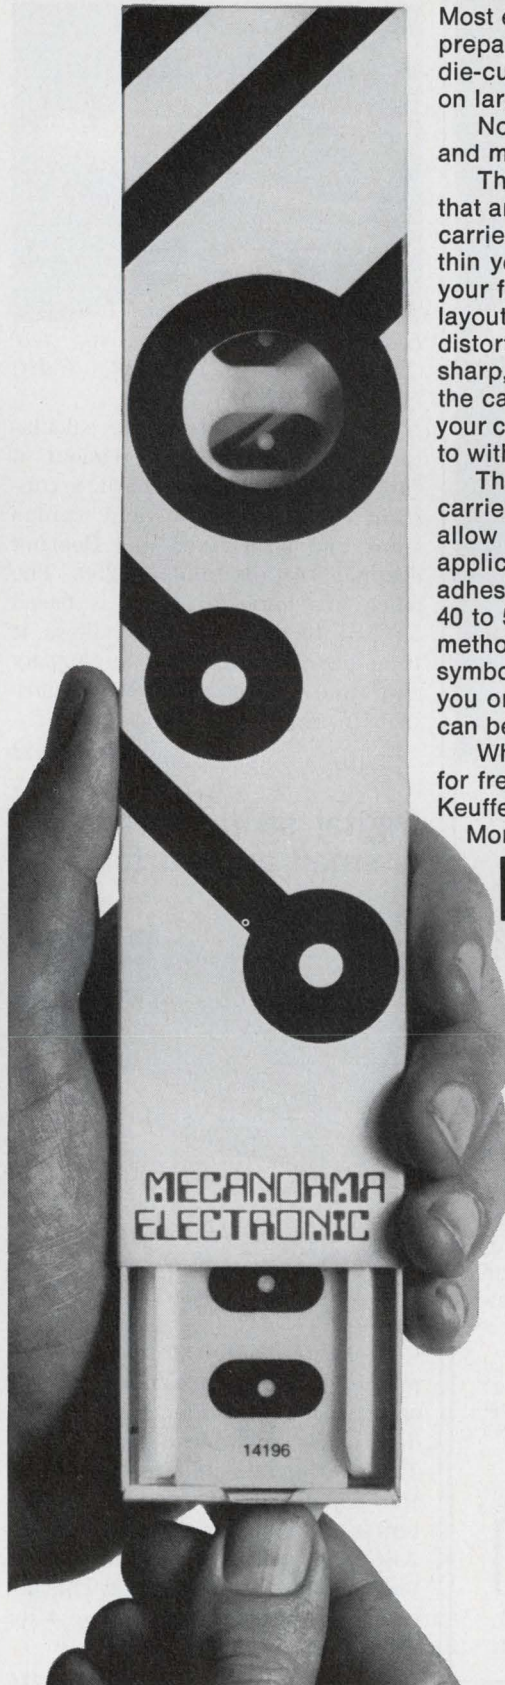 Most
prepa
die-cu
on lar
No
and m
Th
that ar
carrie
thin yo
your f
layout
distor
sharp,
the ca
your c
to with
Th
carrie
allow
applic
adhes
40 to 5
metho
symbo
you or
can be
Wh
for fre
Keuffe
Mor
MECANORMA
ELECTRONIC
14196